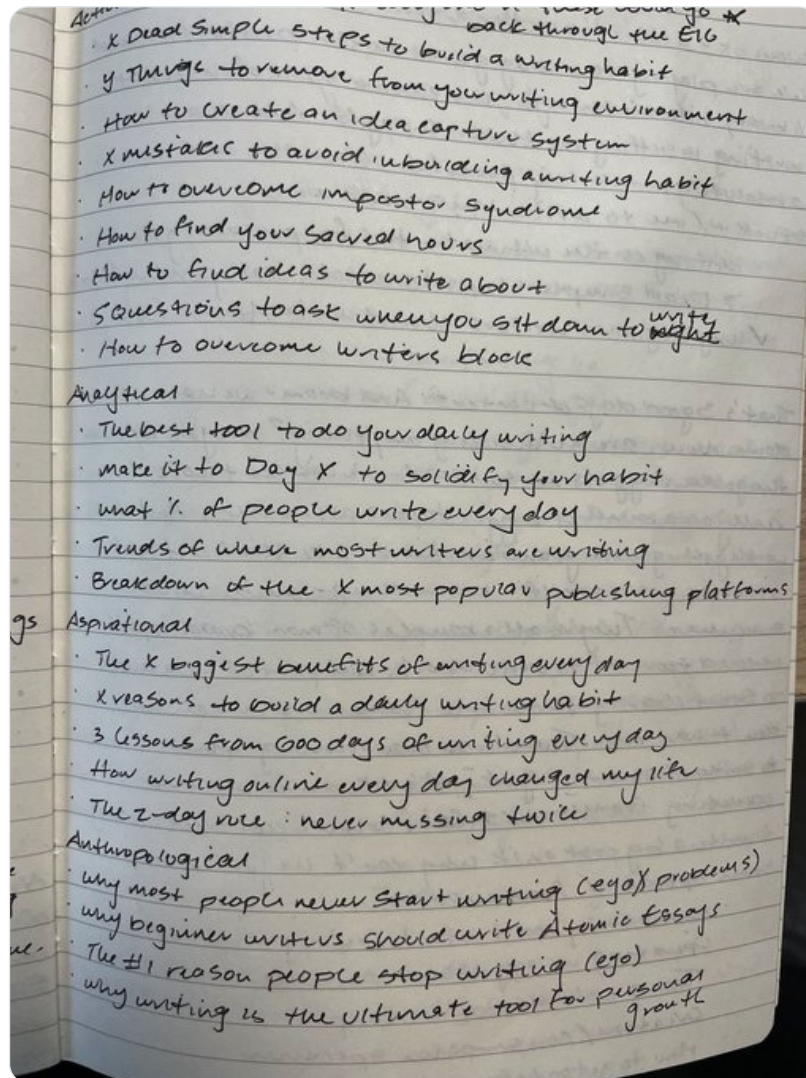 back through the EIG
· X Dead Simple steps to build a writing habit
· y Things to remove from your writing environment
· How to create an idea capture system
· X mistakes to avoid in building a writing habit
· How to overcome impostor syndrome
· How to find your sacred hours
· How to find ideas to write about
· 5 questions to ask when you sit down to write
· How to overcome writers block
Analytical
· The best tool to do your daily writing
· make it to Day X to solidify your habit
· what % of people write every day
· Trends of where most writers are writing
· Breakdown of the X most popular publishing platforms
gs
Aspirational
· The X biggest benefits of writing every day
· X reasons to build a daily writing habit
· 3 lessons from 600 days of writing every day
· How writing online every day changed my life
· The 2-day rule : never missing twice
Anthropological
· why most people never start writing (ego) (X problems)
· why beginner writers should write Atomic Essays
· The #1 reason people stop writing (ego)
· why writing is the ultimate tool for personal
growth